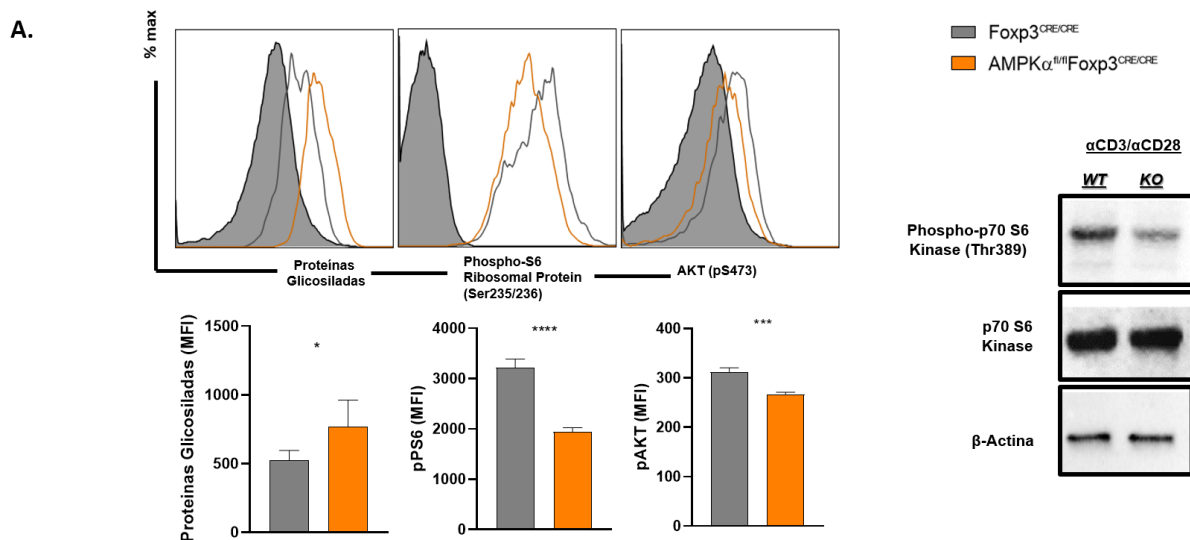 A.
% max
Proteínas
Glicosiladas
Phospho-S6
Ribosomal Protein
(Ser235/236)
AKT (pS473)
Foxp3CRE/CRE
AMPKαfl/flFoxp3CRE/CRE
Proteínas Glicosiladas (MFI)
1500
1000
500
0
*
pPS6 (MFI)
4000
3000
2000
1000
0
****
pAKT (MFI)
400
300
200
100
0
***
αCD3/αCD28
WT KO
Phospho-p70 S6
Kinase (Thr389)
p70 S6
Kinase
β-Actina